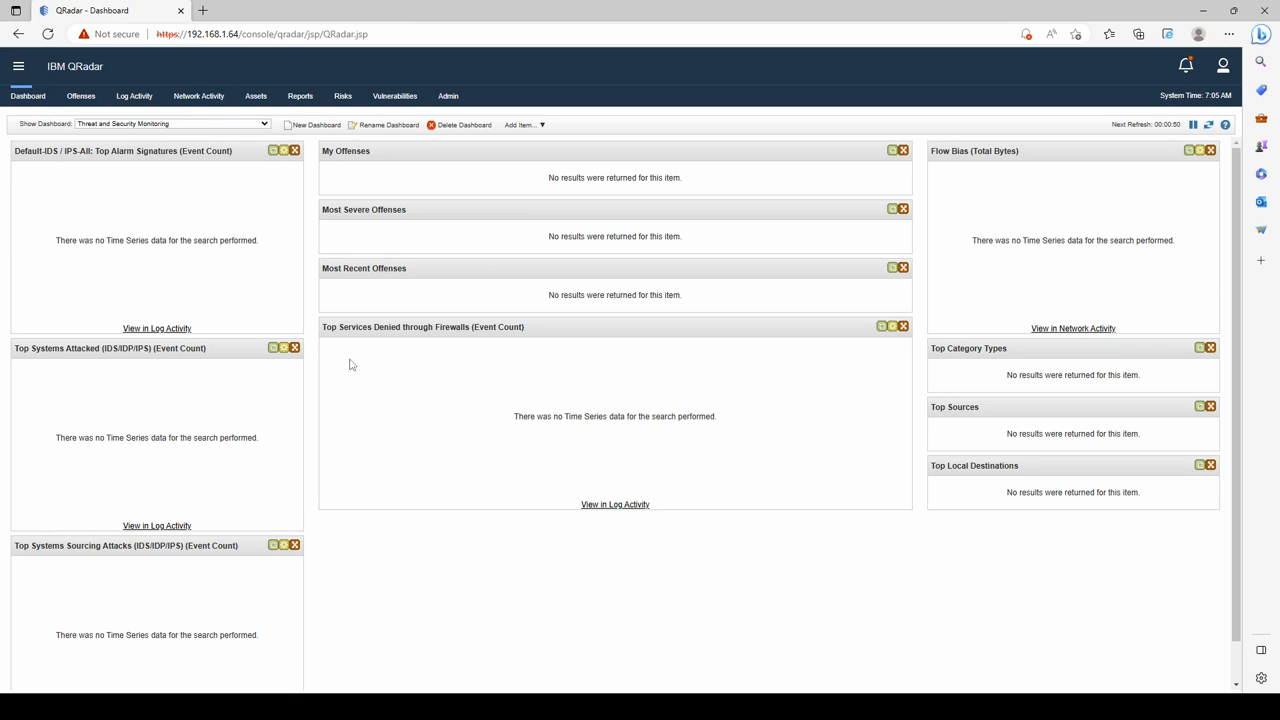 QRadar - Dashboard
Not secure https://192.168.1.64/console/qradar/jsp/QRadar.jsp
IBM QRadar
Dashboard Offenses Log Activity Network Activity Assets Reports Risks Vulnerabilities Admin System Time: 7:05 AM
Show Dashboard: Threat and Security Monitoring New Dashboard Rename Dashboard Delete Dashboard Add Item... Next Refresh: 00:00:50
Default-IDS / IPS-All: Top Alarm Signatures (Event Count)
There was no Time Series data for the search performed.
View in Log Activity
Top Systems Attacked (IDS/IDP/IPS) (Event Count)
There was no Time Series data for the search performed.
View in Log Activity
Top Systems Sourcing Attacks (IDS/IDP/IPS) (Event Count)
There was no Time Series data for the search performed.
My Offenses
No results were returned for this item.
Most Severe Offenses
No results were returned for this item.
Most Recent Offenses
No results were returned for this item.
Top Services Denied through Firewalls (Event Count)
There was no Time Series data for the search performed.
View in Log Activity
Flow Bias (Total Bytes)
There was no Time Series data for the search performed.
View in Network Activity
Top Category Types
No results were returned for this item.
Top Sources
No results were returned for this item.
Top Local Destinations
No results were returned for this item.